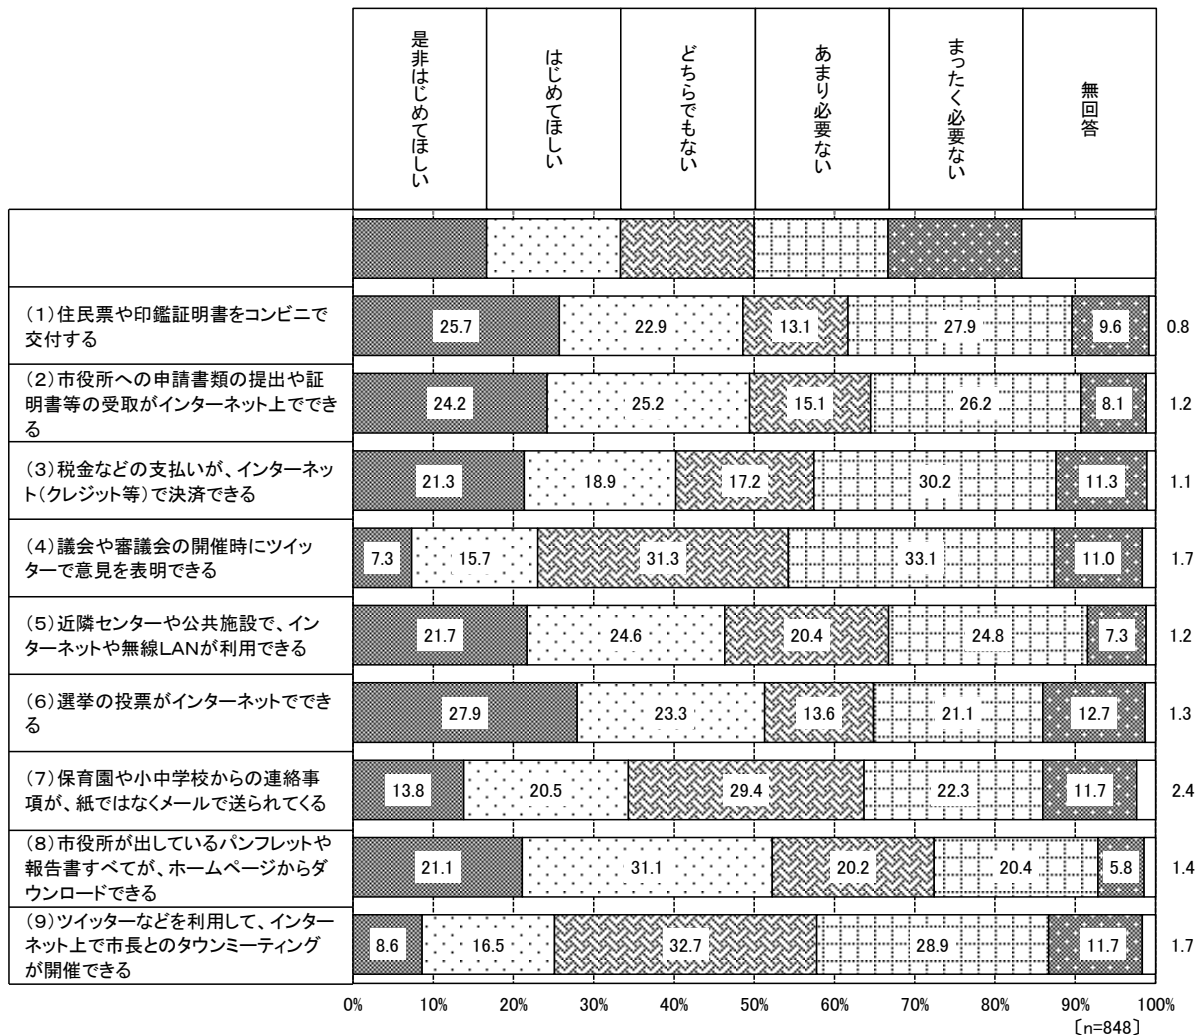 是非はじめてほしい
はじめてほしい
どちらでもない
あまり必要ない
まったく必要ない
無回答
（１）住民票や印鑑証明書をコンビニで
交付する
25.7 22.9 13.1 27.9 9.6 0.8
（２）市役所への申請書類の提出や証
明書等の受取がインターネット上ででき
る
24.2 25.2 15.1 26.2 8.1 1.2
（３）税金などの支払いが、インターネッ
ト（クレジット等）で決済できる
21.3 18.9 17.2 30.2 11.3 1.1
（４）議会や審議会の開催時にツイッ
ターで意見を表明できる
7.3 15.7 31.3 33.1 11.0 1.7
（５）近隣センターや公共施設で、イン
ターネットや無線ＬＡＮが利用できる
21.7 24.6 20.4 24.8 7.3 1.2
（６）選挙の投票がインターネットででき
る
27.9 23.3 13.6 21.1 12.7 1.3
（７）保育園や小中学校からの連絡事
項が、紙ではなくメールで送られてくる
13.8 20.5 29.4 22.3 11.7 2.4
（８）市役所が出しているパンフレットや
報告書すべてが、ホームページからダ
ウンロードできる
21.1 31.1 20.2 20.4 5.8 1.4
（９）ツイッターなどを利用して、インター
ネット上で市長とのタウンミーティング
が開催できる
8.6 16.5 32.7 28.9 11.7 1.7
0% 10% 20% 30% 40% 50% 60% 70% 80% 90% 100%
〔n=848〕